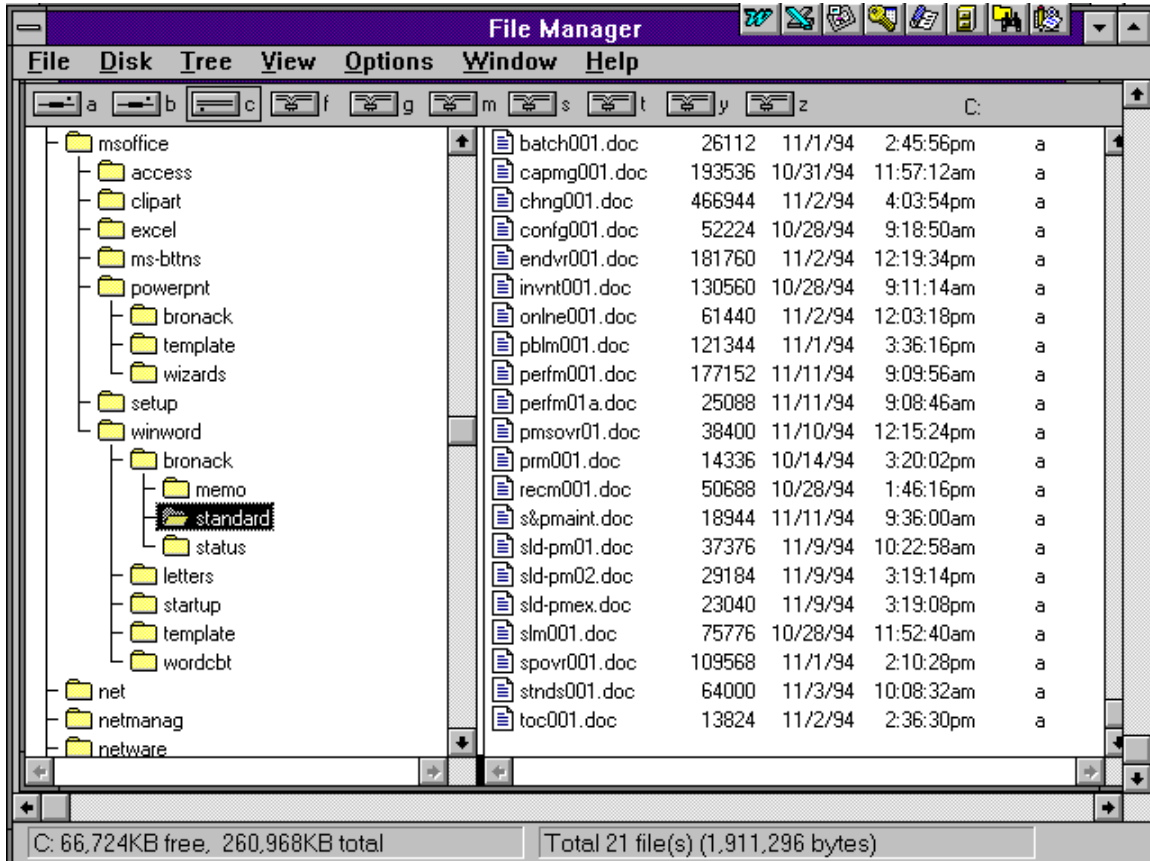 File Manager
File Disk Tree View Options Window Help
a b c f g m s t y z C:
msoffice
access
clipart
excel
ms-bttns
powerpnt
bronack
template
wizards
setup
winword
bronack
memo
standard
status
letters
startup
template
wordcbt
net
netmanag
netware
batch001.doc 26112 11/1/94 2:45:56pm a
capmg001.doc 193536 10/31/94 11:57:12am a
chng001.doc 466944 11/2/94 4:03:54pm a
confg001.doc 52224 10/28/94 9:18:50am a
endvr001.doc 181760 11/2/94 12:19:34pm a
invnt001.doc 130560 10/28/94 9:11:14am a
onlne001.doc 61440 11/2/94 12:03:18pm a
pblm001.doc 121344 11/1/94 3:36:16pm a
perfm001.doc 177152 11/11/94 9:09:56am a
perfm01a.doc 25088 11/11/94 9:08:46am a
pmsovr01.doc 38400 11/10/94 12:15:24pm a
prm001.doc 14336 10/14/94 3:20:02pm a
recm001.doc 50688 10/28/94 1:46:16pm a
s&pmaint.doc 18944 11/11/94 9:36:00am a
sld-pm01.doc 37376 11/9/94 10:22:58am a
sld-pm02.doc 29184 11/9/94 3:19:14pm a
sld-pmex.doc 23040 11/9/94 3:19:08pm a
slm001.doc 75776 10/28/94 11:52:40am a
spovr001.doc 109568 11/1/94 2:10:28pm a
stnds001.doc 64000 11/3/94 10:08:32am a
toc001.doc 13824 11/2/94 2:36:30pm a
C: 66,724KB free, 260,968KB total
Total 21 file(s) (1,911,296 bytes)